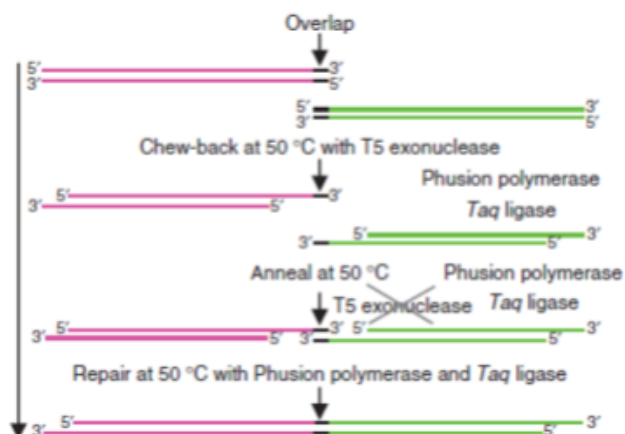 Overlap
5′ 3′
3′ 5′
5′ 3′
3′ 5′
Chew-back at 50 °C with T5 exonuclease
5′ 3′
3′ 5′
Phusion polymerase
Taq ligase
5′ 3′
3′ 5′
Anneal at 50 °C
Phusion polymerase
T5 exonuclease
Taq ligase
5′ 3′ 5′ 3′
3′ 5′ 3′ 5′
Repair at 50 °C with Phusion polymerase and Taq ligase
5′ 3′
3′ 5′